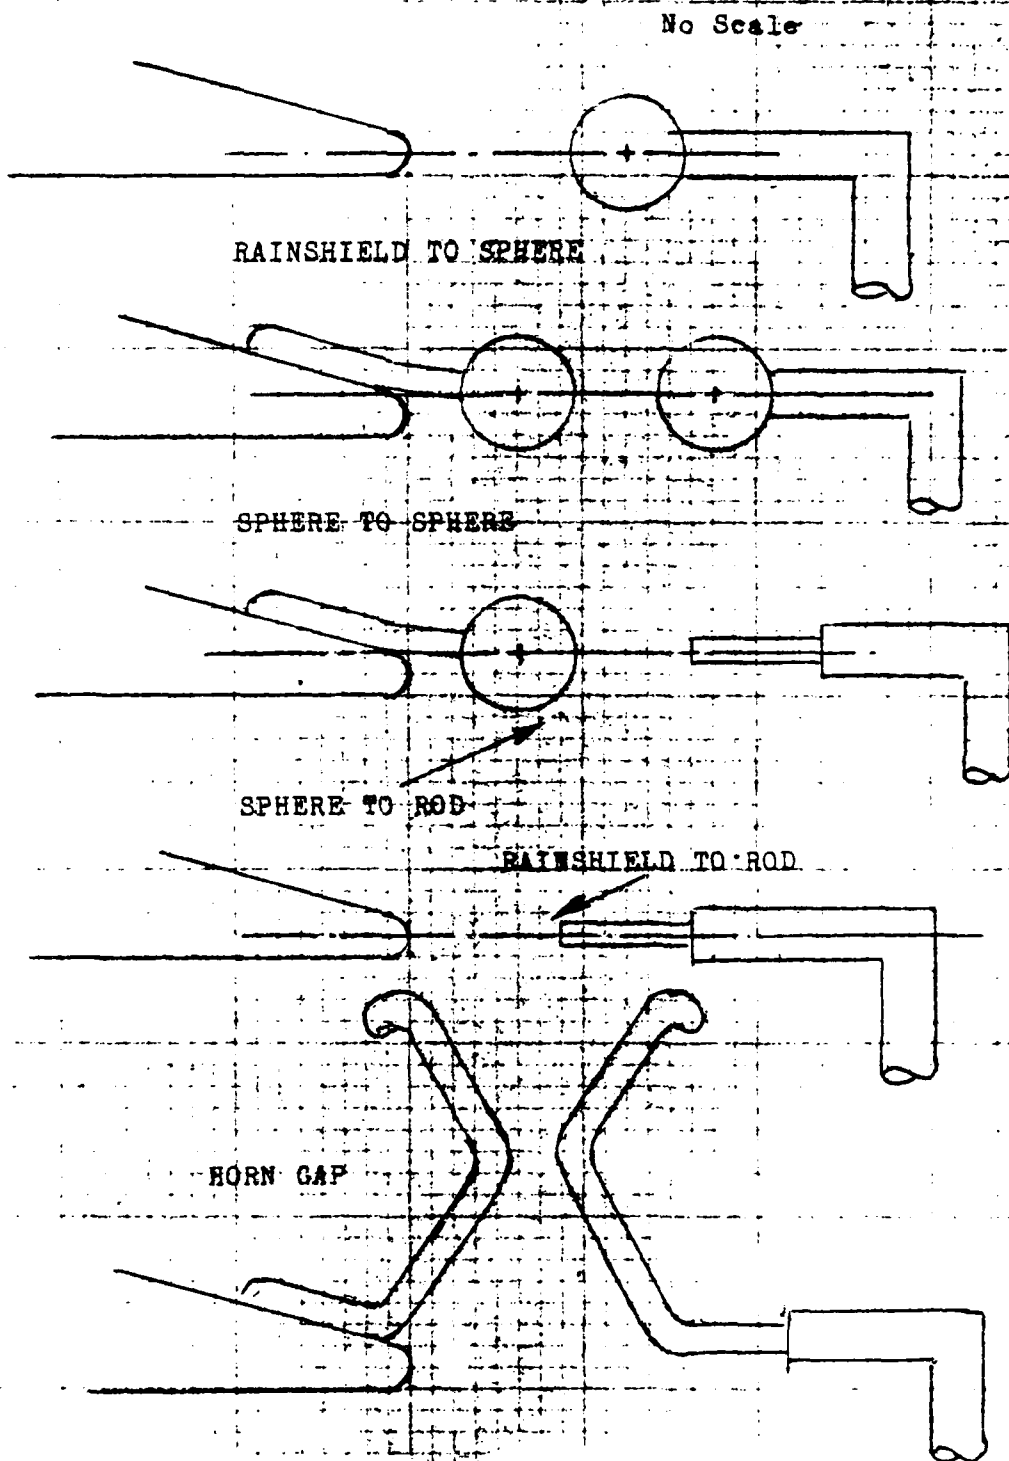 No Scale
RAINSHIELD TO SPHERE
SPHERE TO SPHERE
SPHERE TO ROD
RAINSHIELD TO ROD
HORN GAP